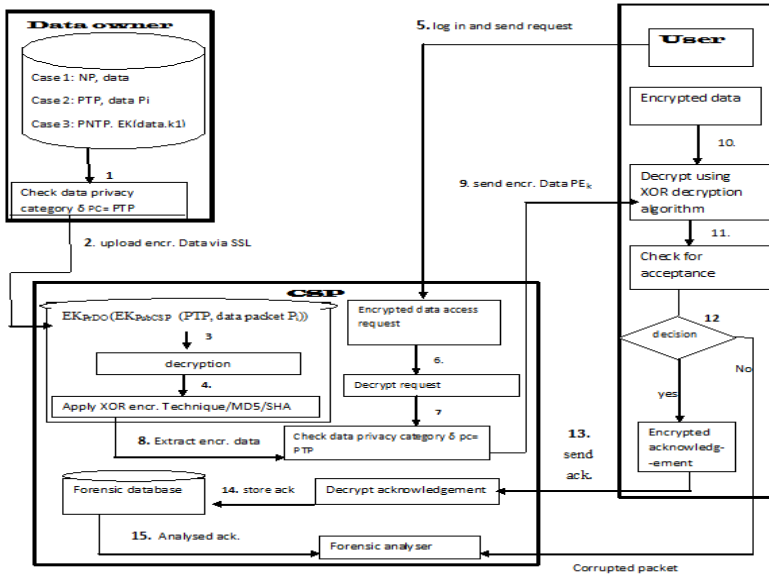 Data owner
Case 1: NP, data
Case 2: PTP, data Pi
Case 3: PNTP. EK(data.k1)
1
Check data privacy
category δ PC= PTP
2. upload encr. Data via SSL
5. log in and send request
User
Encrypted data
10.
9. send encr. Data PEk
Decrypt using
XOR decryption
algorithm
11.
Check for
acceptance
12
decision
No
yes
Encrypted
acknowledg-
-ement
13.
send
ack.
CSP
EKPrDO(EKPubCSP (PTP, data packet Pi))
3
decryption
4.
Apply XOR encr. Technique/MD5/SHA
Encrypted data access
request
6.
Decrypt request
7
8. Extract encr. data
Check data privacy category δ pc=
PTP
Forensic database
14. store ack
Decrypt acknowledgement
15. Analysed ack.
Forensic analyser
Corrupted packet